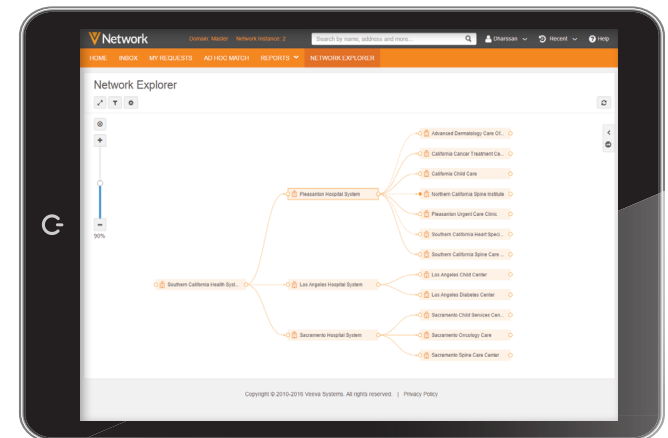 Network
Domain: Master Network Instance: 2
Search by name, address and more...
Dharssan
Recent
Help
HOME INBOX MY REQUESTS AD HOC MATCH REPORTS NETWORK EXPLORER
Network Explorer
90%
Advanced Dermatology Care Of...
California Cancer Treatment Ce...
California Child Care
Pleasanton Hospital System
Northern California Spine Institute
Pleasanton Urgent Care Clinic
Southern California Heart Speci...
Southern California Spine Care ...
Southern California Health Syst...
Los Angeles Hospital System
Los Angeles Child Center
Los Angeles Diabetes Center
Sacramento Child Services Cen...
Sacramento Hospital System
Sacramento Oncology Care
Sacramento Spine Care Center
Copyright © 2010-2016 Veeva Systems. All rights reserved. | Privacy Policy